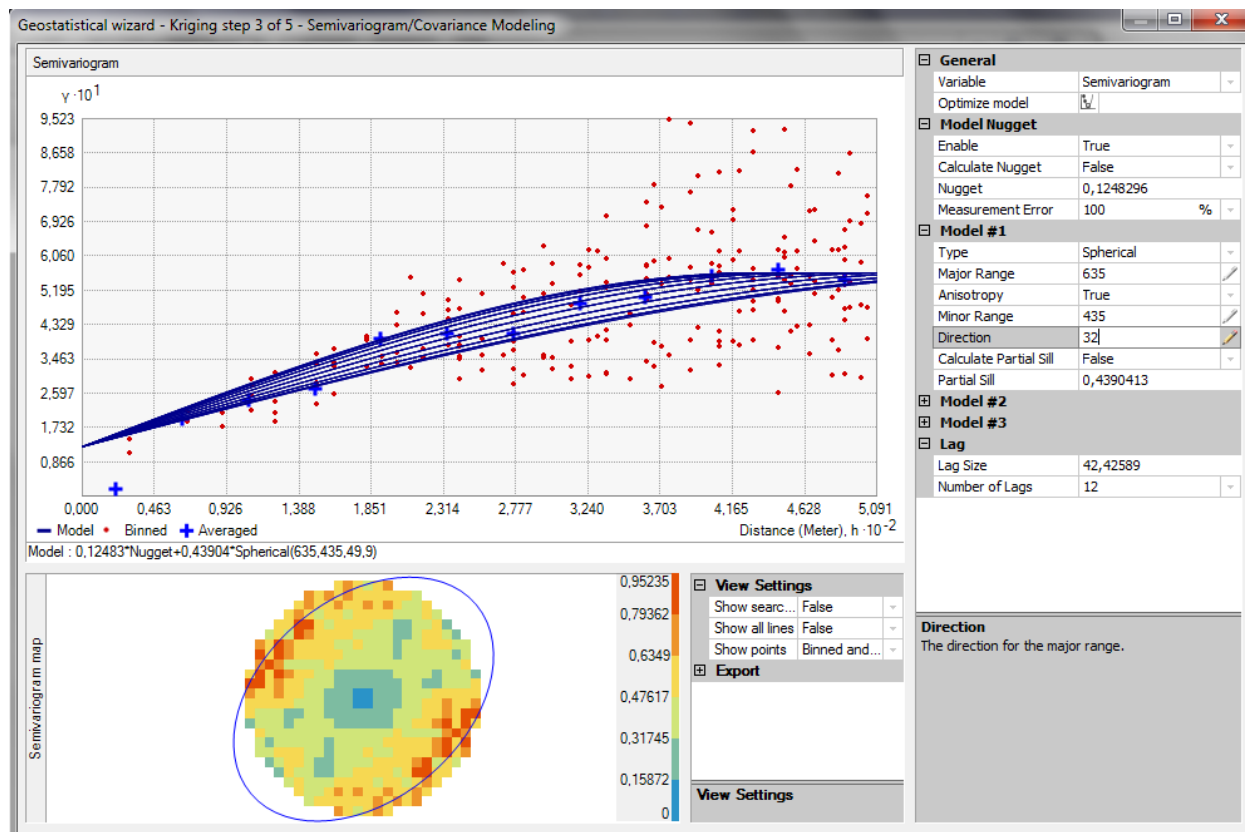 Geostatistical wizard - Kriging step 3 of 5 - Semivariogram/Covariance Modeling
Semivariogram
γ ·10 1
9,523
8,658
7,792
6,926
6,060
5,195
4,329
3,463
2,597
1,732
0,866
0,000 0,463 0,926 1,388 1,851 2,314 2,777 3,240 3,703 4,165 4,628 5,091
Model Binned Averaged Distance (Meter), h ·10 -2
Model : 0,12483*Nugget+0,43904*Spherical(635,435,49,9)
Semivariogram map
0,95235
0,79362
0,6349
0,47617
0,31745
0,15872
0
View Settings
Show searc... False
Show all lines False
Show points Binned and...
Export
View Settings
General
Variable Semivariogram
Optimize model
Model Nugget
Enable True
Calculate Nugget False
Nugget 0,1248296
Measurement Error 100 %
Model #1
Type Spherical
Major Range 635
Anisotropy True
Minor Range 435
Direction 32
Calculate Partial Sill False
Partial Sill 0,4390413
Model #2
Model #3
Lag
Lag Size 42,42589
Number of Lags 12
Direction
The direction for the major range.